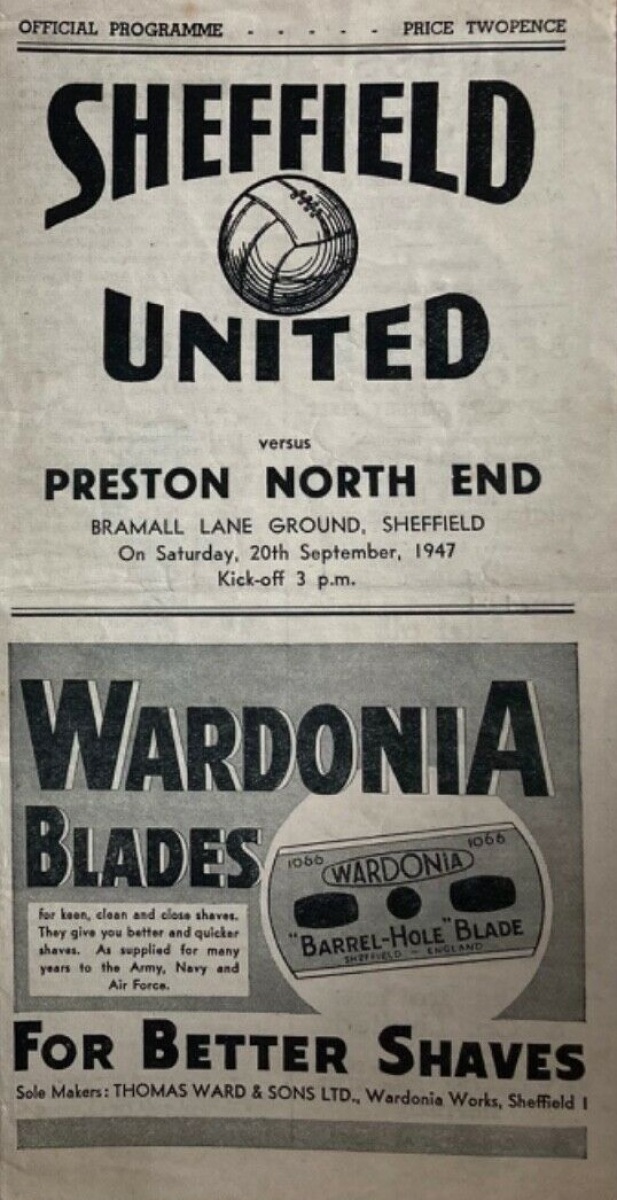 OFFICIAL PROGRAMME - - - - - PRICE TWOPENCE
SHEFFIELD
UNITED
versus
PRESTON NORTH END
BRAMALL LANE GROUND, SHEFFIELD
On Saturday, 20th September, 1947
Kick-off 3 p.m.
WARDONIA
BLADES
for keen, clean and close shaves.
They give you better and quicker
shaves. As supplied for many
years to the Army, Navy and
Air Force.
1066 1066
WARDONIA
"BARREL-HOLE" BLADE
SHEFFIELD - ENGLAND
FOR BETTER SHAVES
Sole Makers: THOMAS WARD & SONS LTD., Wardonia Works, Sheffield 1